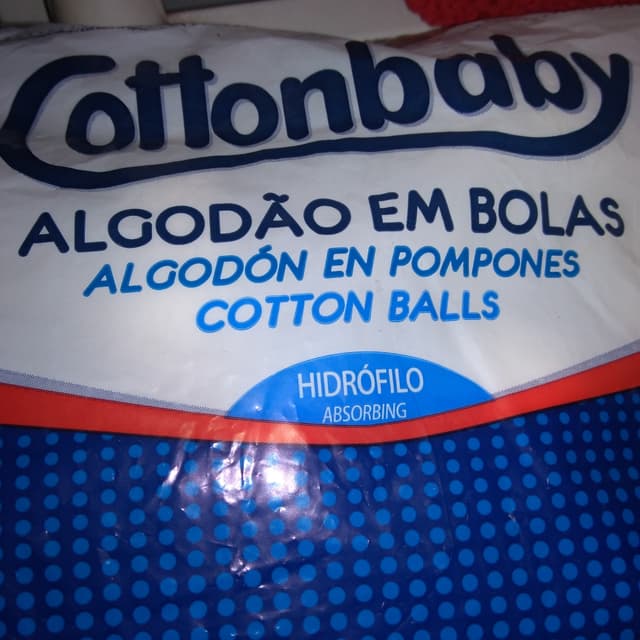 Cottonbaby
ALGODÃO EM BOLAS
ALGODÓN EN POMPONES
COTTON BALLS
HIDRÓFILO
ABSORBING